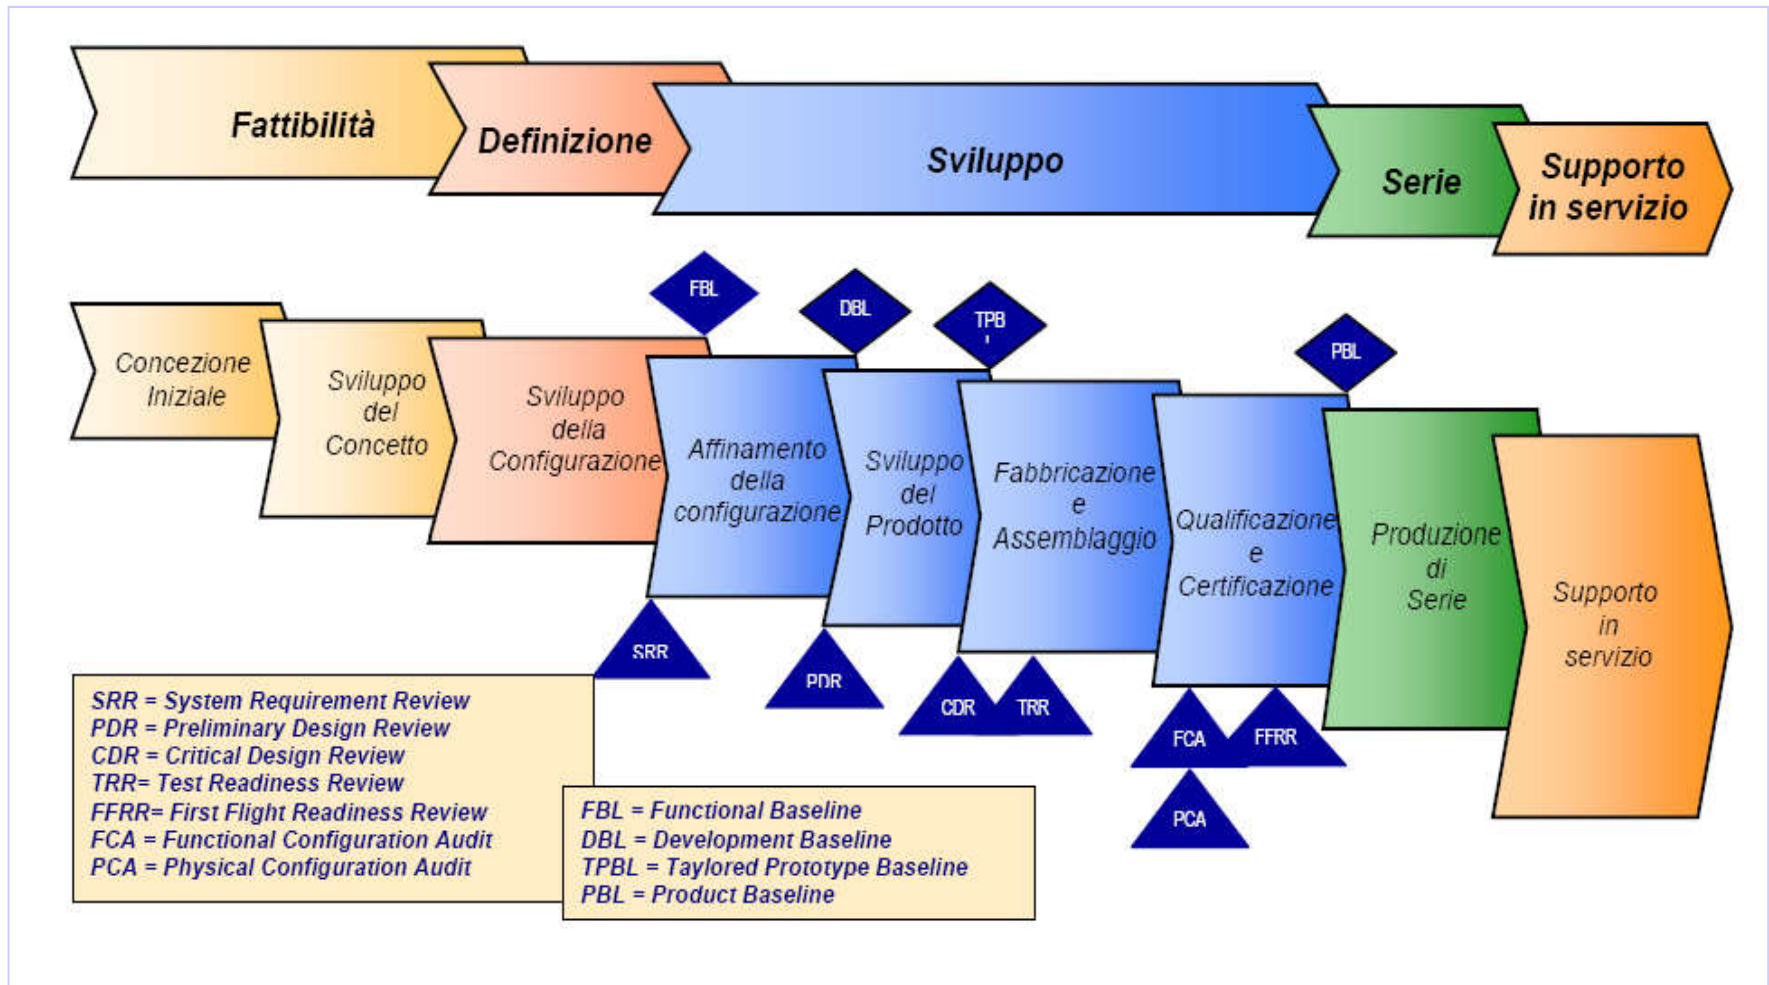 Fattibilità
Definizione
Sviluppo
Serie
Supporto
in servizio
FBL
DBL
TPB
PBL
Concezione
Iniziale
Sviluppo
del
Concetto
Sviluppo
della
Configurazione
Affinamento
della
configurazione
Sviluppo
del
Prodotto
Fabbricazione
e
Assemblaggio
Qualificazione
e
Certificazione
Produzione
di
Serie
Supporto
in
servizio
SRR
PDR
CDR
TRR
FCA
FFRR
PCA
SRR = System Requirement Review
PDR = Preliminary Design Review
CDR = Critical Design Review
TRR= Test Readiness Review
FFRR= First Flight Readiness Review
FCA = Functional Configuration Audit
PCA = Physical Configuration Audit
FBL = Functional Baseline
DBL = Development Baseline
TPBL = Taylored Prototype Baseline
PBL = Product Baseline